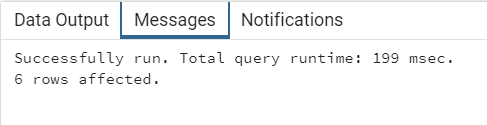 Data Output Messages Notifications
Successfully run. Total query runtime: 199 msec.
6 rows affected.